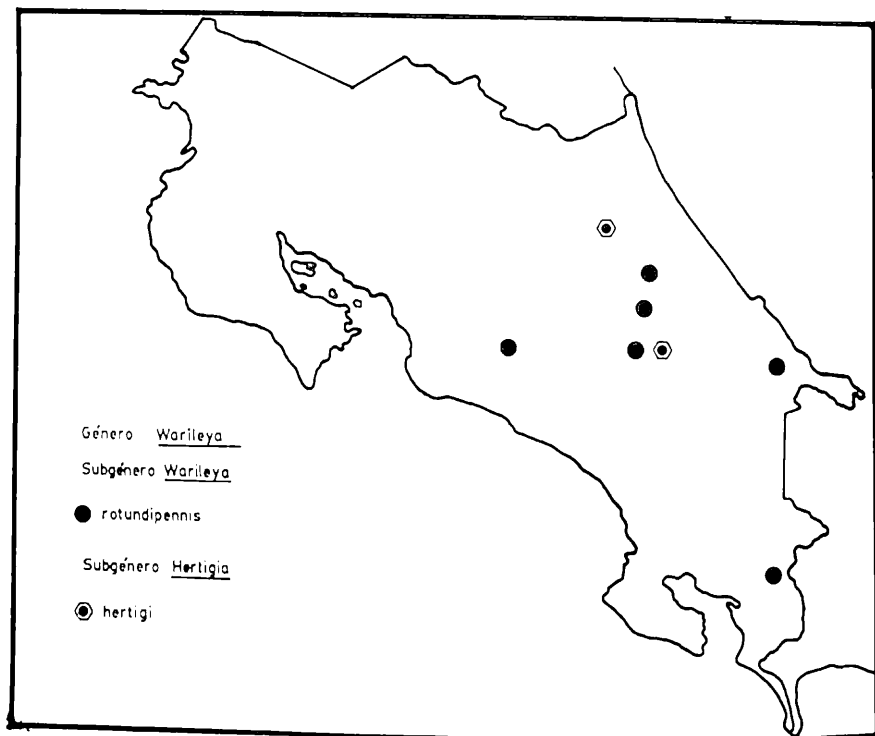 Género Warileya
Subgénero Warileya
rotundipennis
Subgénero Hertigia
hertigi